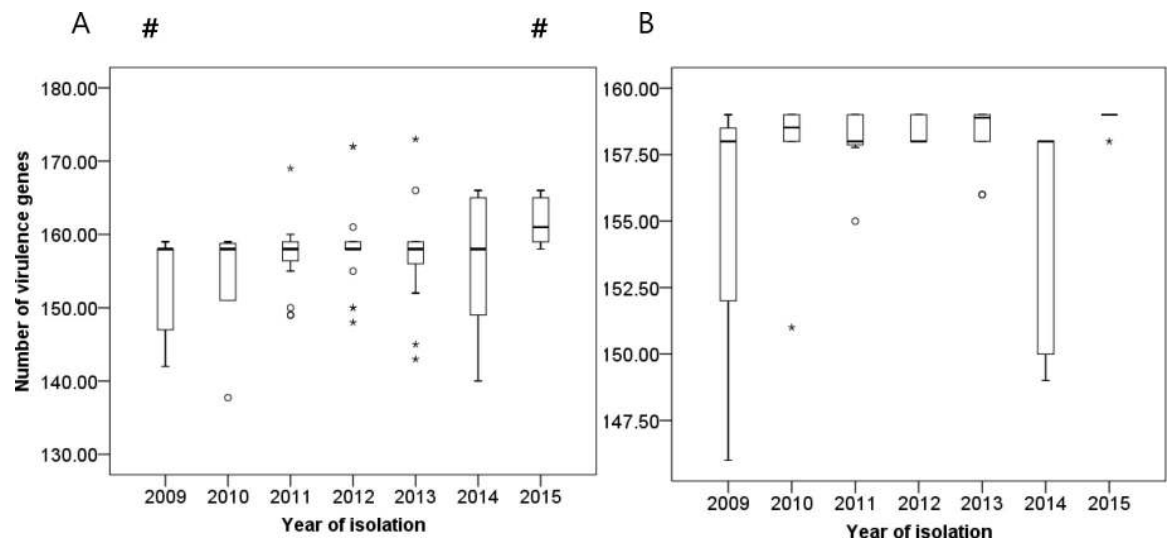 A # # B
Number of virulence genes
180.00
170.00
160.00
150.00
140.00
130.00
2009 2010 2011 2012 2013 2014 2015
Year of isolation
160.00
157.50
155.00
152.50
150.00
147.50
2009 2010 2011 2012 2013 2014 2015
Year of isolation